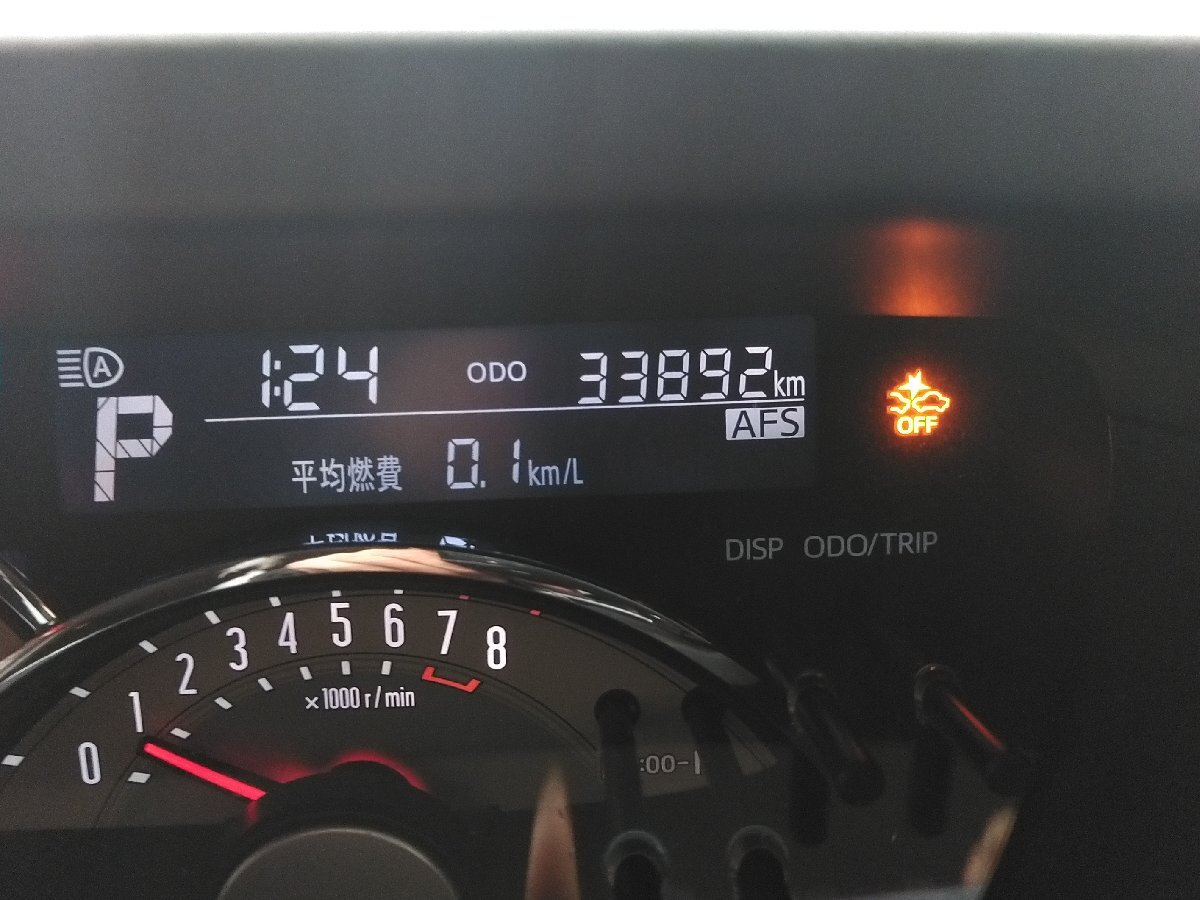 A
1:24 ODO 33892km
P
AFS
OFF
平均燃費 0.1km/L
DISP ODO/TRIP
0 1 2 3 4 5 6 7 8
×1000 r/min